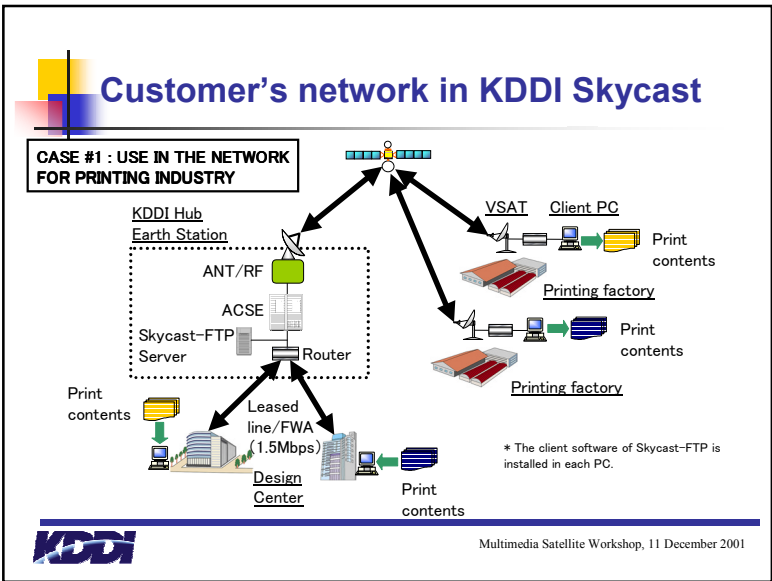 Customer's network in KDDI Skycast
CASE #1 : USE IN THE NETWORK
FOR PRINTING INDUSTRY
KDDI Hub
Earth Station
ANT/RF
ACSE
Skycast-FTP
Server
Router
VSAT
Client PC
Print
contents
Printing factory
Print
contents
Printing factory
Print
contents
Leased
line/FWA
(1.5Mbps)
Design
Center
Print
contents
* The client software of Skycast-FTP is
installed in each PC.
KDDI
Multimedia Satellite Workshop, 11 December 2001